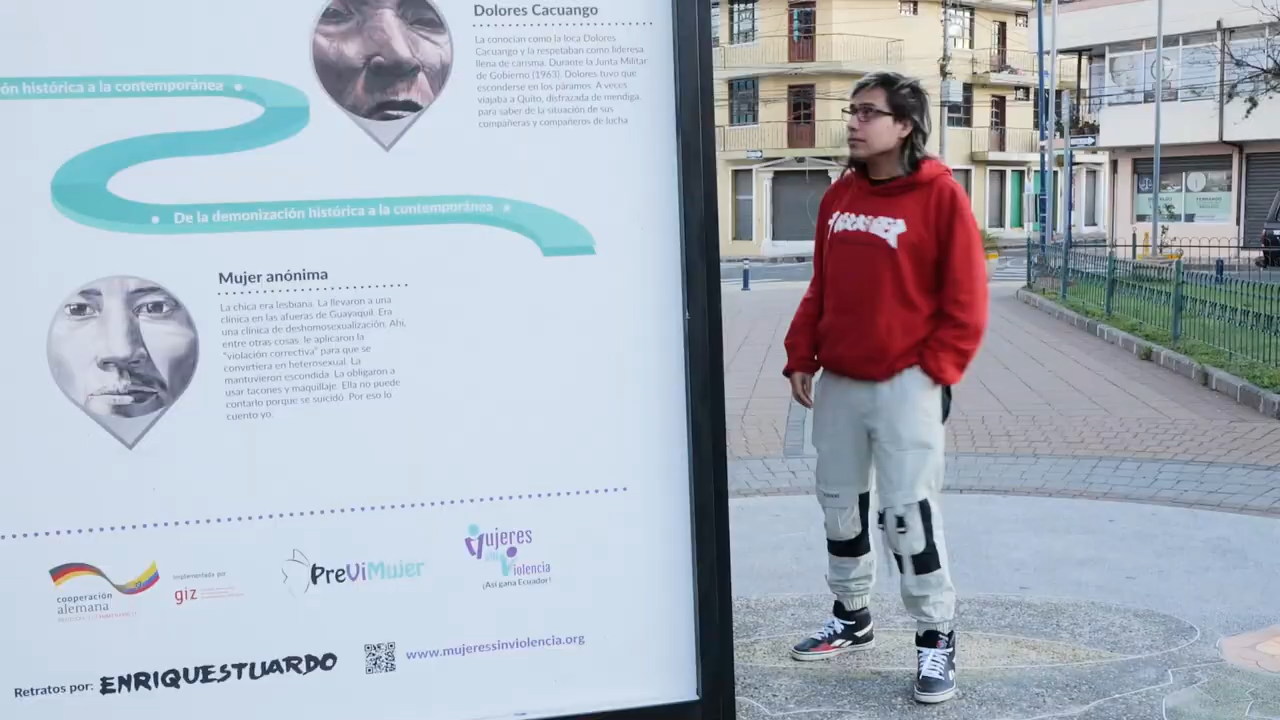 Dolores Cacuango
La conocían como la loca Dolores
Cacuango y la respetaban como lideresa
llena de carisma. Durante la Junta Militar
de Gobierno (1963), Dolores tuvo que
esconderse en los páramos. A veces
viajaba a Quito, disfrazada de mendiga,
para saber de la situación de sus
compañeras y compañeros de lucha
ón histórica a la contemporánea
De la demonización histórica a la contemporánea
Mujer anónima
La chica era lesbiana. La llevaron a una
clínica en las afueras de Guayaquil. Era
una clínica de deshomosexualización. Ahí,
entre otras cosas, le aplicaron la
"violación correctiva" para que se
convirtiera en heterosexual. La
mantuvieron escondida. La obligaron a
usar tacones y maquillaje. Ella no puede
contarlo porque se suicidó. Por eso lo
cuento yo.
cooperación
alemana
Implementada por
giz
PreViMujer
Mujeres
sin
Violencia
¡Así gana Ecuador!
Retratos por: ENRIQUESTUARDO
www.mujeressinviolencia.org
THRASHER